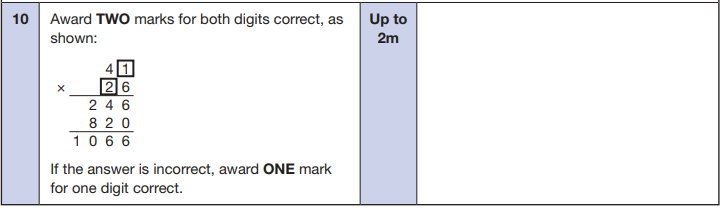 10 Award TWO marks for both digits correct, as Up to
shown: 2m
4 1
× 2 6
2 4 6
8 2 0
1 0 6 6
If the answer is incorrect, award ONE mark
for one digit correct.